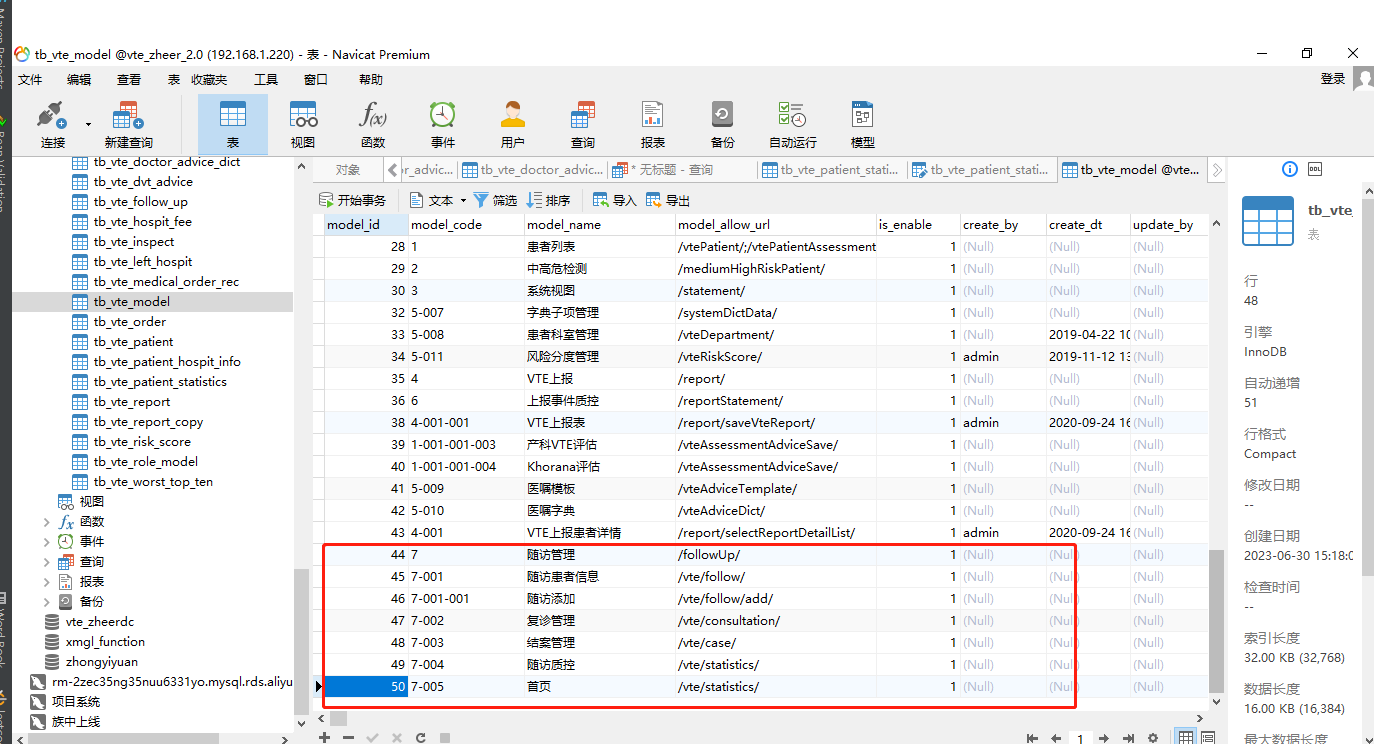 tb_vte_model @vte_zheer_2.0 (192.168.1.220) - 表 - Navicat Premium
文件 编辑 查看 表 收藏夹 工具 窗口 帮助 登录
连接 新建查询 表 视图 函数 事件 用户 查询 报表 备份 自动运行 模型
tb_vte_doctor_advice_dict
tb_vte_dvt_advice
tb_vte_follow_up
tb_vte_hospit_fee
tb_vte_inspect
tb_vte_left_hospit
tb_vte_medical_order_rec
tb_vte_model
tb_vte_order
tb_vte_patient
tb_vte_patient_hospit_info
tb_vte_patient_statistics
tb_vte_report
tb_vte_report_copy
tb_vte_risk_score
tb_vte_role_model
tb_vte_worst_top_ten
视图
函数
事件
查询
报表
备份
vte_zheerdc
xmgl_function
zhongyiyuan
rm-2zec35ng35nuu6331yo.mysql.rds.aliyu
项目系统
族中上线
对象 r_advic... tb_vte_doctor_advic... * 无标题 - 查询 tb_vte_patient_stati... tb_vte_patient_stati... tb_vte_model @vte...
开始事务 文本 筛选 排序 导入 导出
model_id model_code model_name model_allow_url is_enable create_by create_dt update_by
28 1 患者列表 /vtePatient/;/vtePatientAssessment 1 (Null) (Null) (Null)
29 2 中高危检测 /mediumHighRiskPatient/ 1 (Null) (Null) (Null)
30 3 系统视图 /statement/ 1 (Null) (Null) (Null)
32 5-007 字典子项管理 /systemDictData/ 1 (Null) (Null) (Null)
33 5-008 患者科室管理 /vteDepartment/ 1 (Null) 2019-04-22 10 (Null)
34 5-011 风险分度管理 /vteRiskScore/ 1 admin 2019-11-12 13 (Null)
35 4 VTE上报 /report/ 1 (Null) (Null) (Null)
36 6 上报事件质控 /reportStatement/ 1 (Null) (Null) (Null)
38 4-001-001 VTE上报表 /report/saveVteReport/ 1 admin 2020-09-24 16 (Null)
39 1-001-001-003 产科VTE评估 /vteAssessmentAdviceSave/ 1 (Null) (Null) (Null)
40 1-001-001-004 Khorana评估 /vteAssessmentAdviceSave/ 1 (Null) (Null) (Null)
41 5-009 医嘱模板 /vteAdviceTemplate/ 1 (Null) (Null) (Null)
42 5-010 医嘱字典 /vteAdviceDict/ 1 (Null) (Null) (Null)
43 4-001 VTE上报患者详情 /report/selectReportDetailList/ 1 admin 2020-09-24 16 (Null)
44 7 随访管理 /followUp/ 1 (Null) (Null) (Null)
45 7-001 随访患者信息 /vte/follow/ 1 (Null) (Null) (Null)
46 7-001-001 随访添加 /vte/follow/add/ 1 (Null) (Null) (Null)
47 7-002 复诊管理 /vte/consultation/ 1 (Null) (Null) (Null)
48 7-003 结案管理 /vte/case/ 1 (Null) (Null) (Null)
49 7-004 随访质控 /vte/statistics/ 1 (Null) (Null) (Null)
50 7-005 首页 /vte/statistics/ 1 (Null) (Null) (Null)
1
DDL
tb_vte_
表
行
48
引擎
InnoDB
自动递增
51
行格式
Compact
修改日期
--
创建日期
2023-06-30 15:18:0
检查时间
--
索引长度
32.00 KB (32,768)
数据长度
16.00 KB (16,384)
最大数据长度